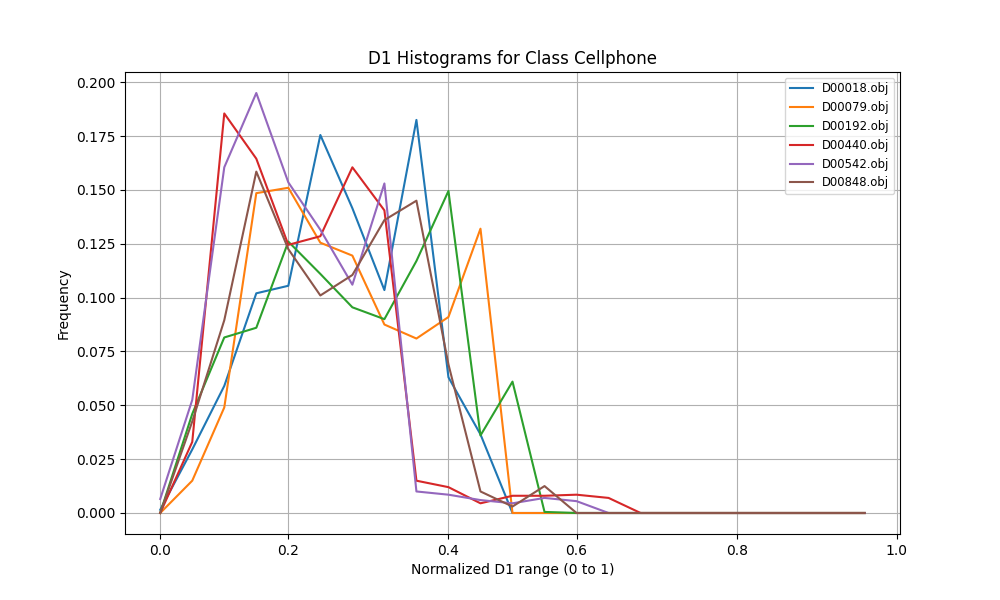 D1 Histograms for Class Cellphone
0.200
0.175
0.150
0.125
0.100
0.075
0.050
0.025
0.000
Frequency
D00018.obj
D00079.obj
D00192.obj
D00440.obj
D00542.obj
D00848.obj
0.0 0.2 0.4 0.6 0.8 1.0
Normalized D1 range (0 to 1)